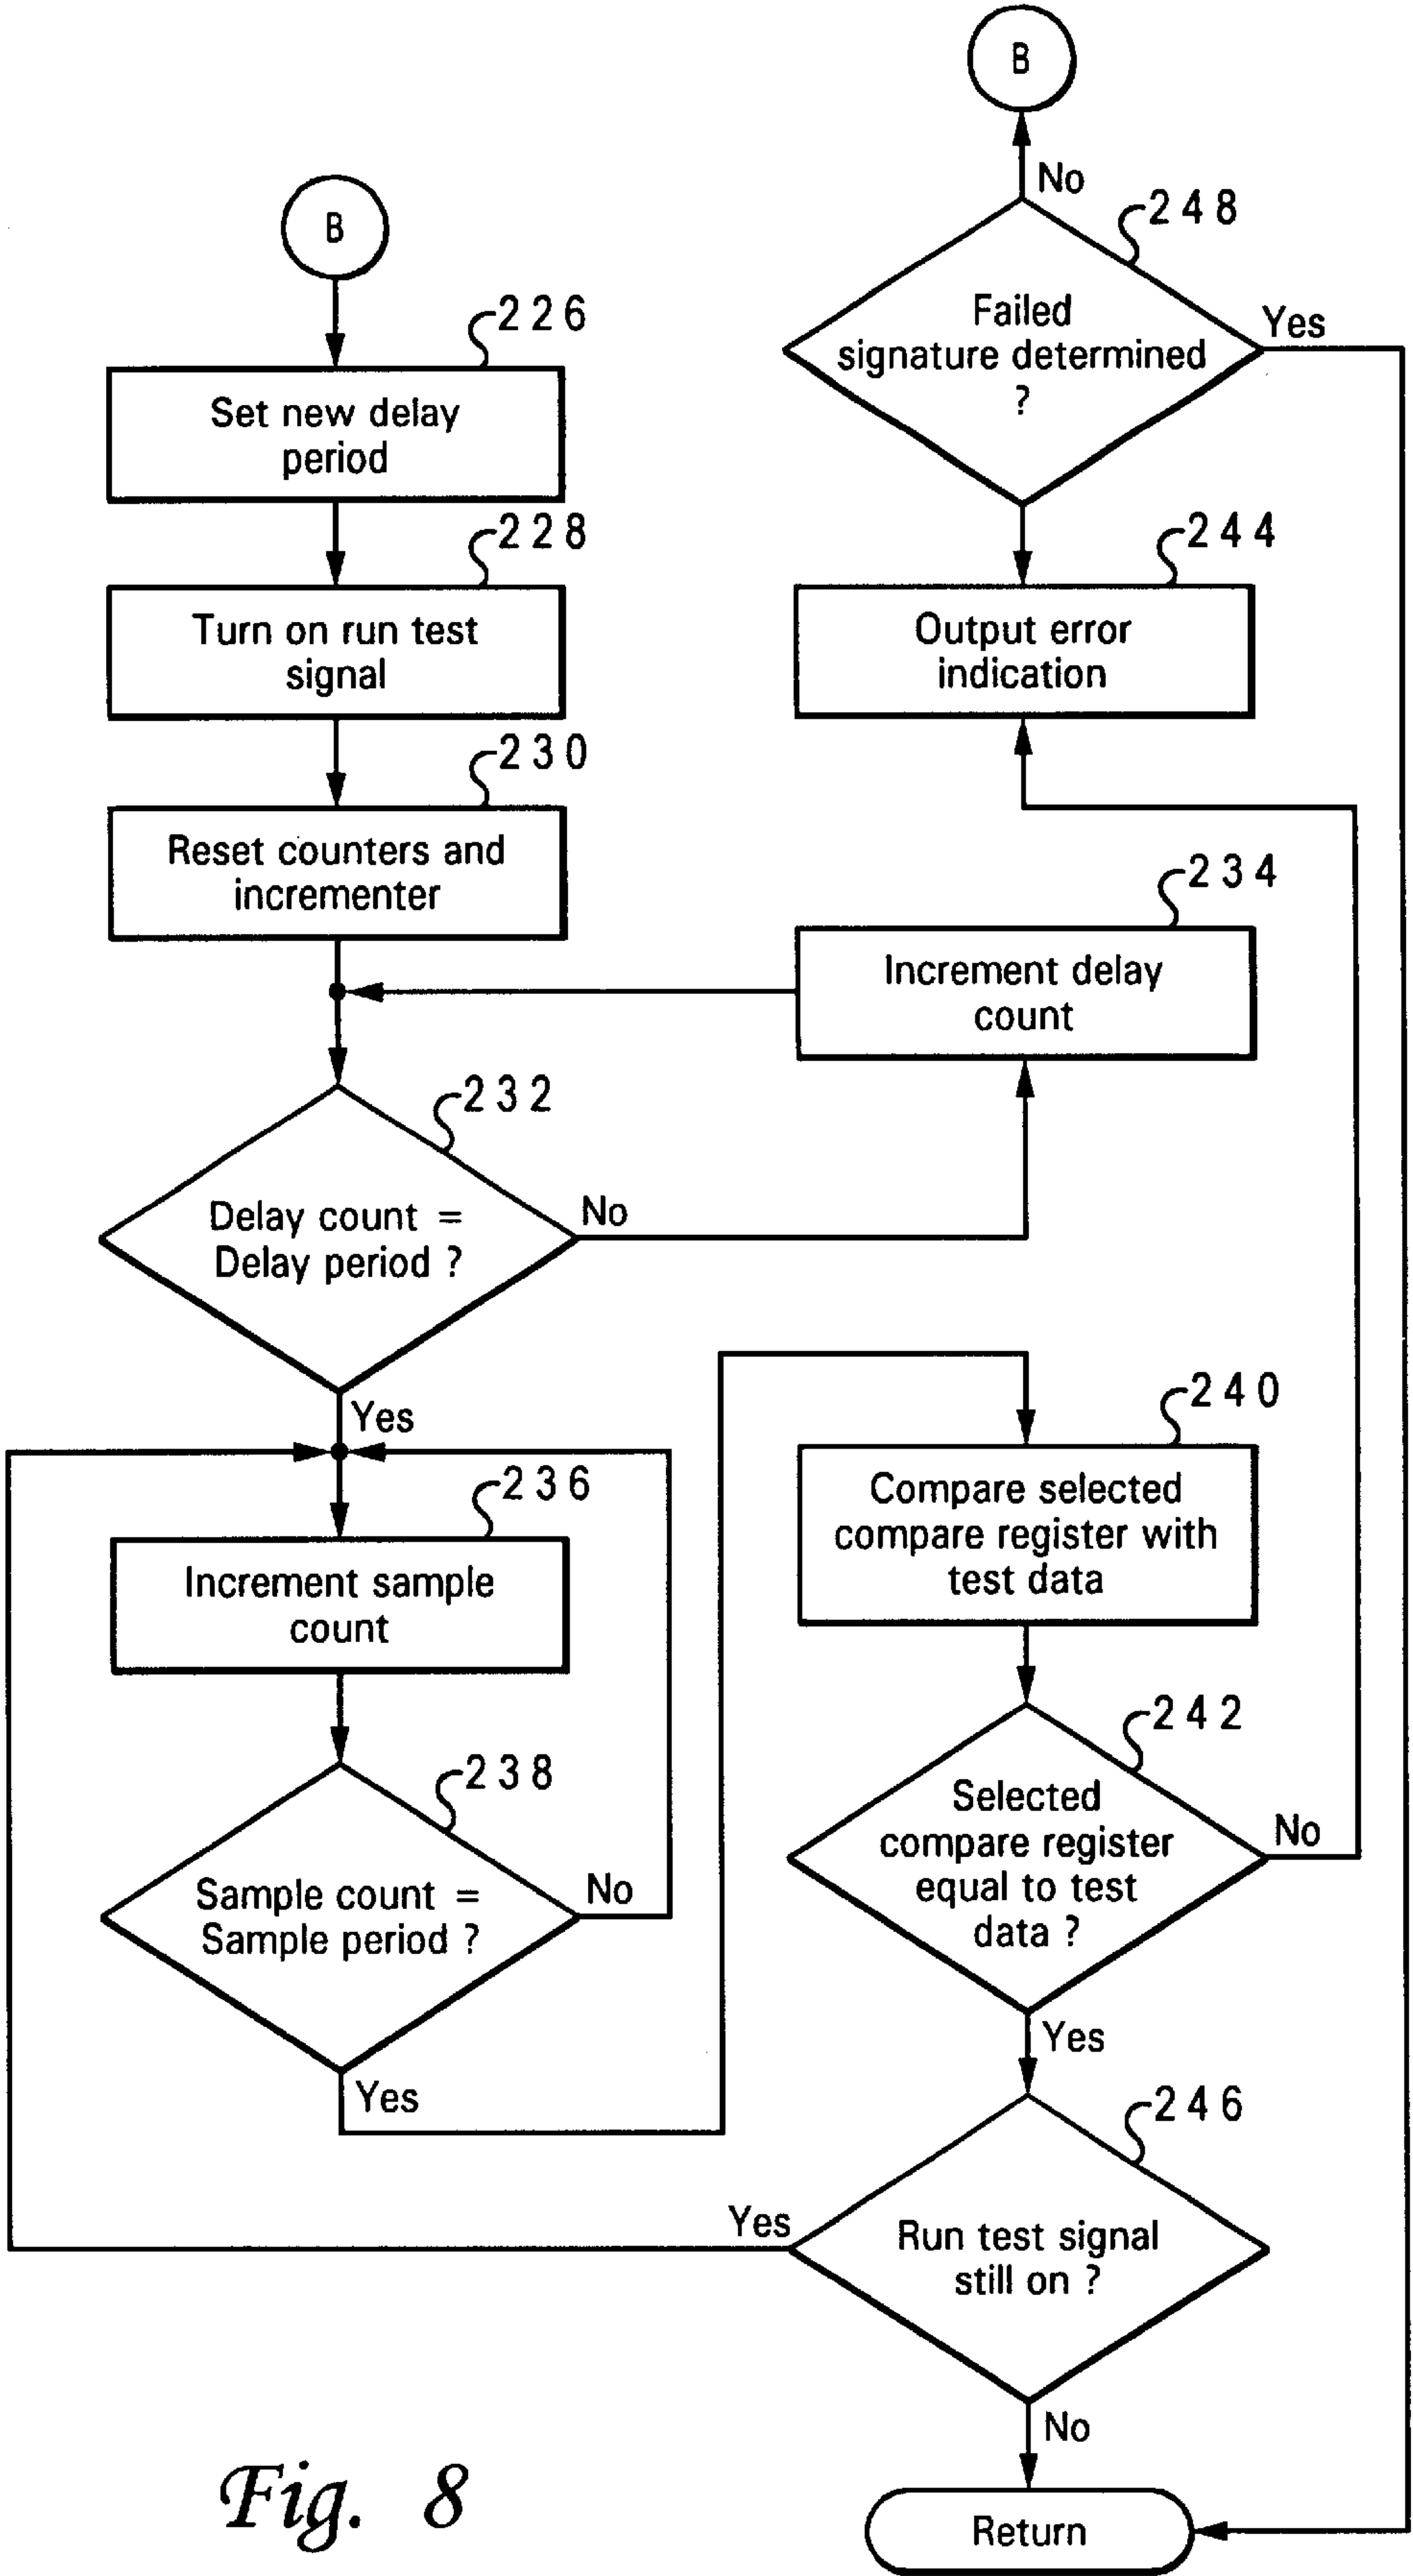 B
226
Set new delay
period
228
Turn on run test
signal
230
Reset counters and
incrementer
232
Delay count =
Delay period ?
No
Yes
236
Increment sample
count
238
Sample count =
Sample period ?
No
Yes
B
No
248
Failed
signature determined
?
Yes
244
Output error
indication
234
Increment delay
count
240
Compare selected
compare register with
test data
242
Selected
compare register
equal to test
data ?
No
Yes
246
Run test signal
still on ?
Yes
No
Return
Fig. 8